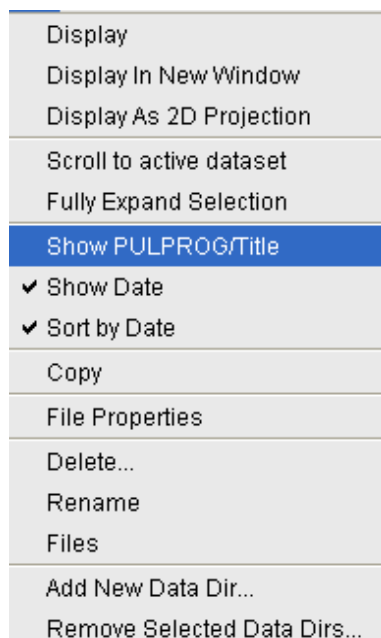 Display
Display In New Window
Display As 2D Projection
Scroll to active dataset
Fully Expand Selection
Show PULPROG/Title
✔ Show Date
✔ Sort by Date
Copy
File Properties
Delete...
Rename
Files
Add New Data Dir...
Remove Selected Data Dirs...